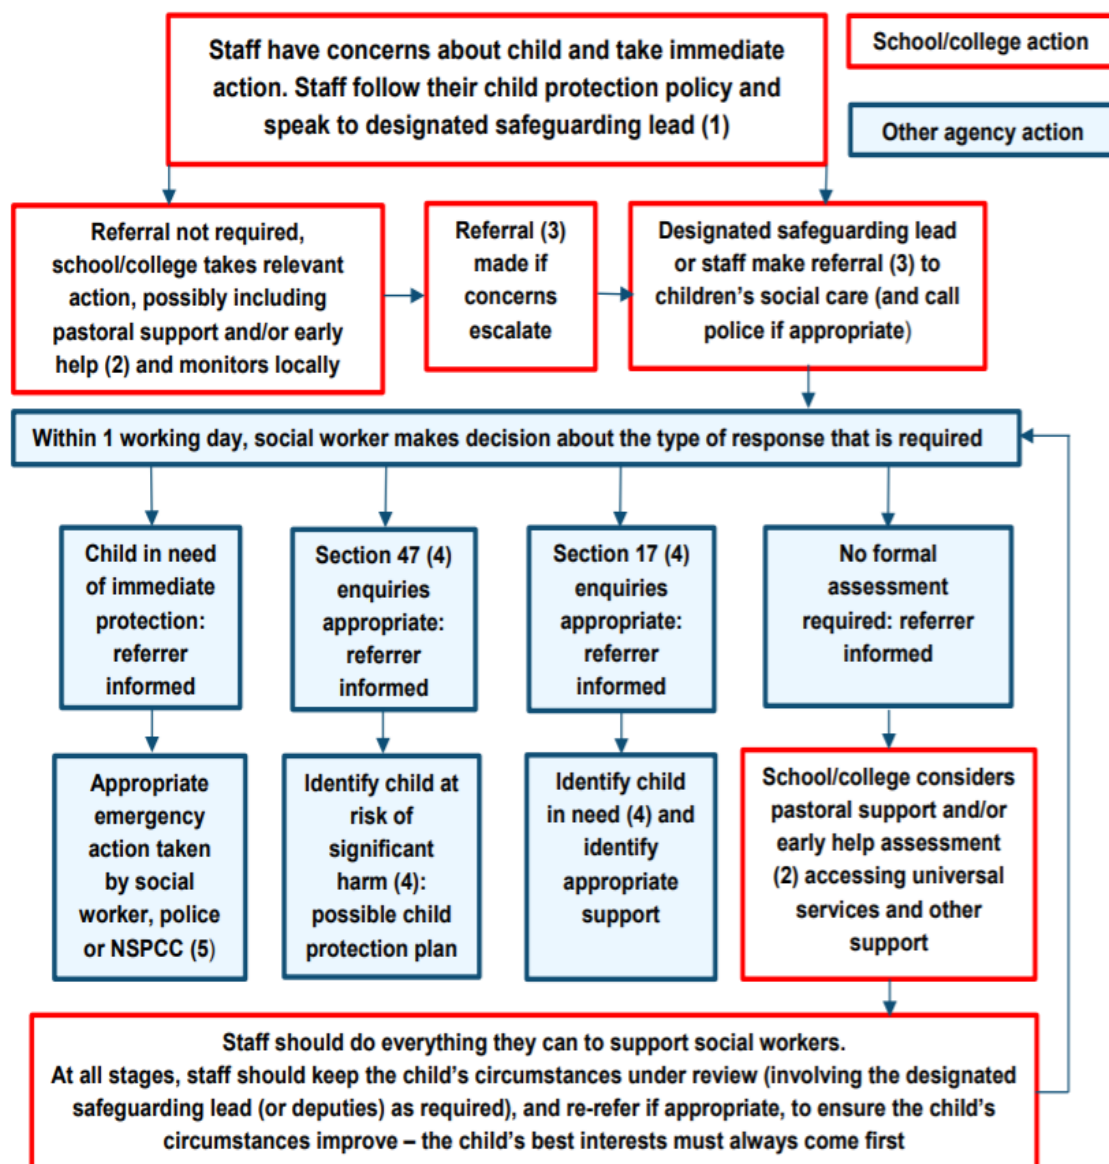 Staff have concerns about child and take immediate
action. Staff follow their child protection policy and
speak to designated safeguarding lead (1)
School/college action
Other agency action
Referral not required,
school/college takes relevant
action, possibly including
pastoral support and/or early
help (2) and monitors locally
Referral (3)
made if
concerns
escalate
Designated safeguarding lead
or staff make referral (3) to
children’s social care (and call
police if appropriate)
Within 1 working day, social worker makes decision about the type of response that is required
Child in need
of immediate
protection:
referrer
informed
Section 47 (4)
enquiries
appropriate:
referrer
informed
Section 17 (4)
enquiries
appropriate:
referrer
informed
No formal
assessment
required: referrer
informed
Appropriate
emergency
action taken
by social
worker, police
or NSPCC (5)
Identify child at
risk of
significant
harm (4):
possible child
protection plan
Identify child
in need (4) and
identify
appropriate
support
School/college considers
pastoral support and/or
early help assessment
(2) accessing universal
services and other
support
Staff should do everything they can to support social workers.
At all stages, staff should keep the child’s circumstances under review (involving the designated
safeguarding lead (or deputies) as required), and re-refer if appropriate, to ensure the child’s
circumstances improve – the child’s best interests must always come first